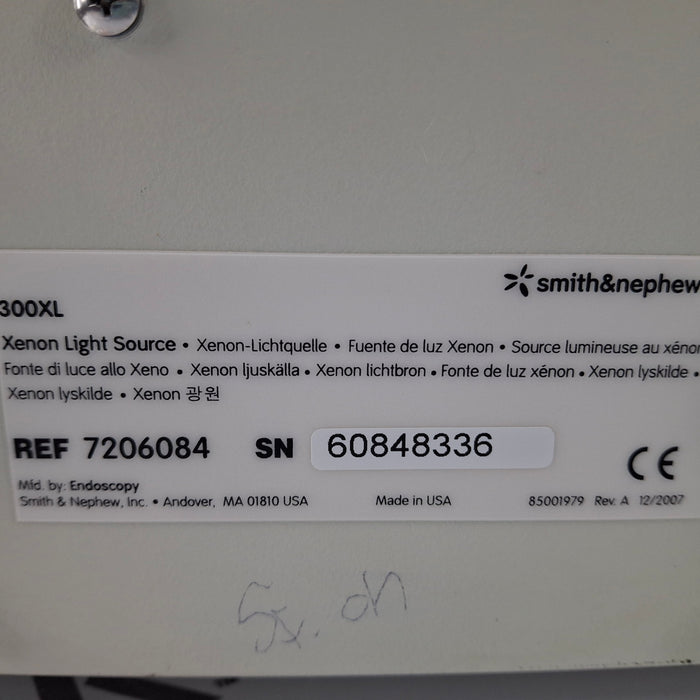 smith&nephew
300XL
Xenon Light Source • Xenon-Lichtquelle • Fuente de luz Xenon • Source lumineuse au xénon
Fonte di luce allo Xeno • Xenon ljuskälla • Xenon lichtbron • Fonte de luz xénon • Xenon lyskilde •
Xenon lyskilde • Xenon 광원
REF 7206084 SN 60848336
CE
Mfd. by: Endoscopy
Smith & Nephew, Inc. • Andover, MA 01810 USA Made in USA 85001979 Rev. A 12/2007